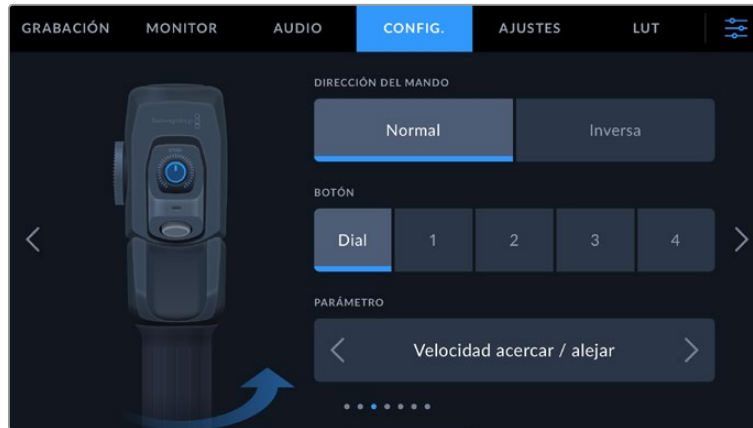 GRABACIÓN MONITOR AUDIO CONFIG. AJUSTES LUT
DIRECCIÓN DEL MANDO
Normal Inversa
BOTÓN
Dial 1 2 3 4
PARÁMETRO
Velocidad acercar / alejar